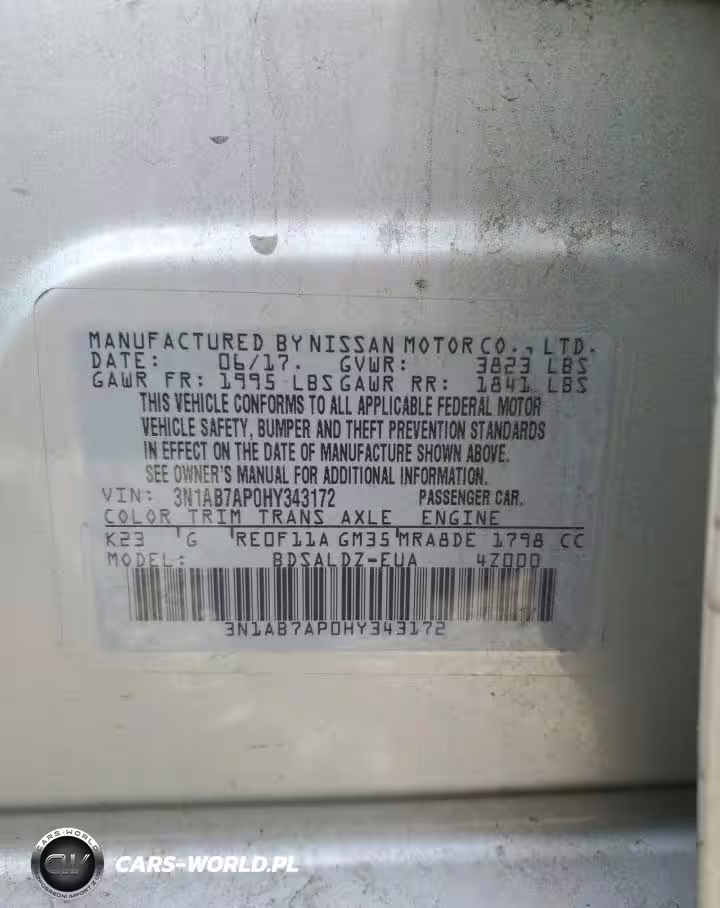 MANUFACTURED BY NISSAN MOTOR CO., LTD.
DATE: 06/17. GVWR: 3823 LBS
GAWR FR: 1995 LBS GAWR RR: 1841 LBS
THIS VEHICLE CONFORMS TO ALL APPLICABLE FEDERAL MOTOR
VEHICLE SAFETY, BUMPER AND THEFT PREVENTION STANDARDS
IN EFFECT ON THE DATE OF MANUFACTURE SHOWN ABOVE.
SEE OWNER'S MANUAL FOR ADDITIONAL INFORMATION.
VIN: 3N1AB7AP0HY343172 PASSENGER CAR.
COLOR TRIM TRANS AXLE ENGINE
K23 G RE0F11A GM35 MRA8DE 1798 CC
MODEL: BDSALDZ-EUA 4Z000
3N1AB7AP0HY343172
CARS-WORLD
CW
CARS-WORLD.PL